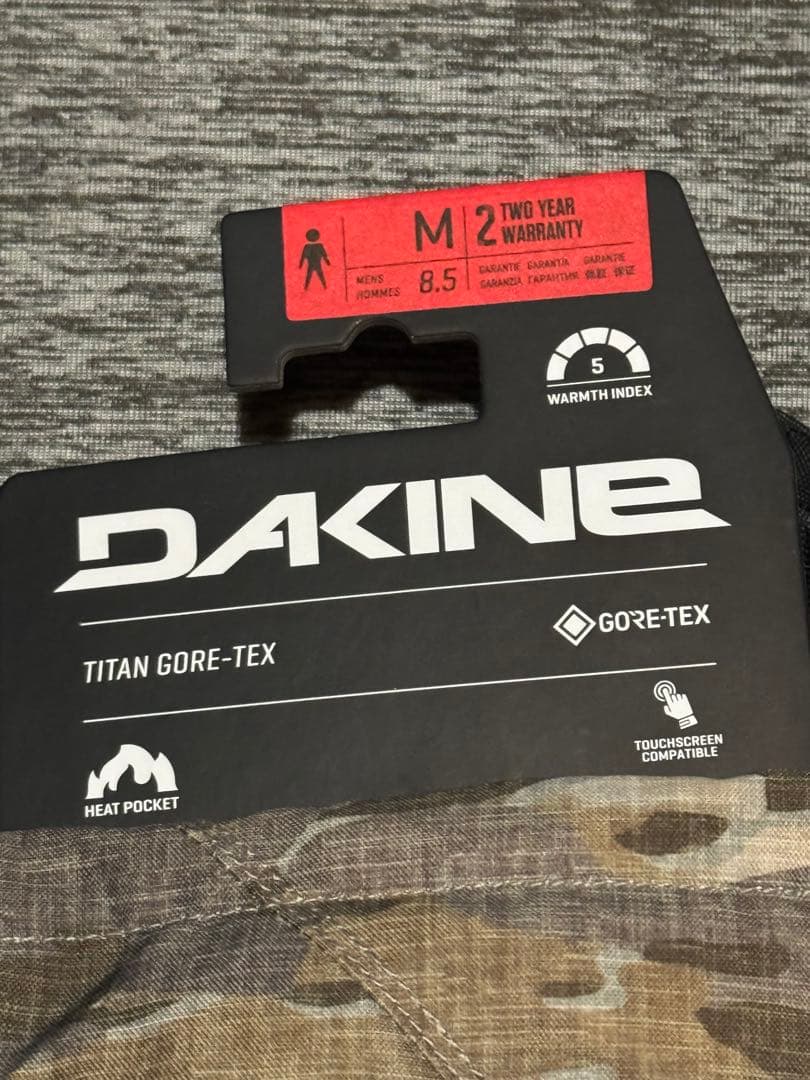 M
MENS
HOMMES
8.5
2 TWO YEAR
WARRANTY
GARANTIE GARANTÍA GARANTIE
GARANZIA ГАРАНТИЯ 保証
5
WARMTH INDEX
DAKINE
TITAN GORE-TEX
GORE-TEX
HEAT POCKET
TOUCHSCREEN
COMPATIBLE